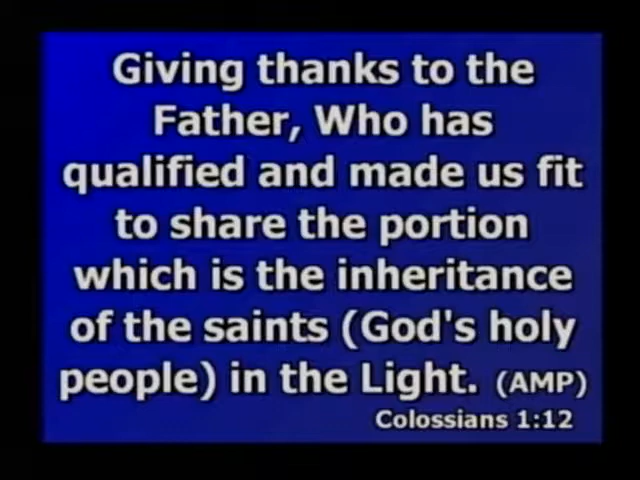 Giving thanks to the
Father, Who has
qualified and made us fit
to share the portion
which is the inheritance
of the saints (God's holy
people) in the Light. (AMP)
Colossians 1:12